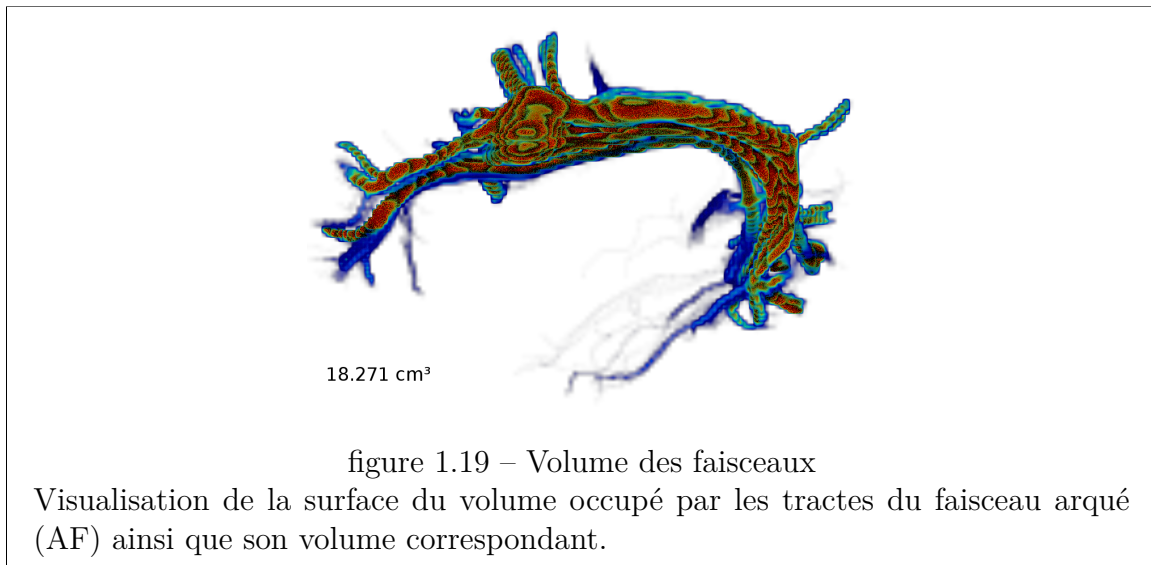 18.271 cm³
figure 1.19 – Volume des faisceaux
Visualisation de la surface du volume occupé par les tractes du faisceau arqué
(AF) ainsi que son volume correspondant.